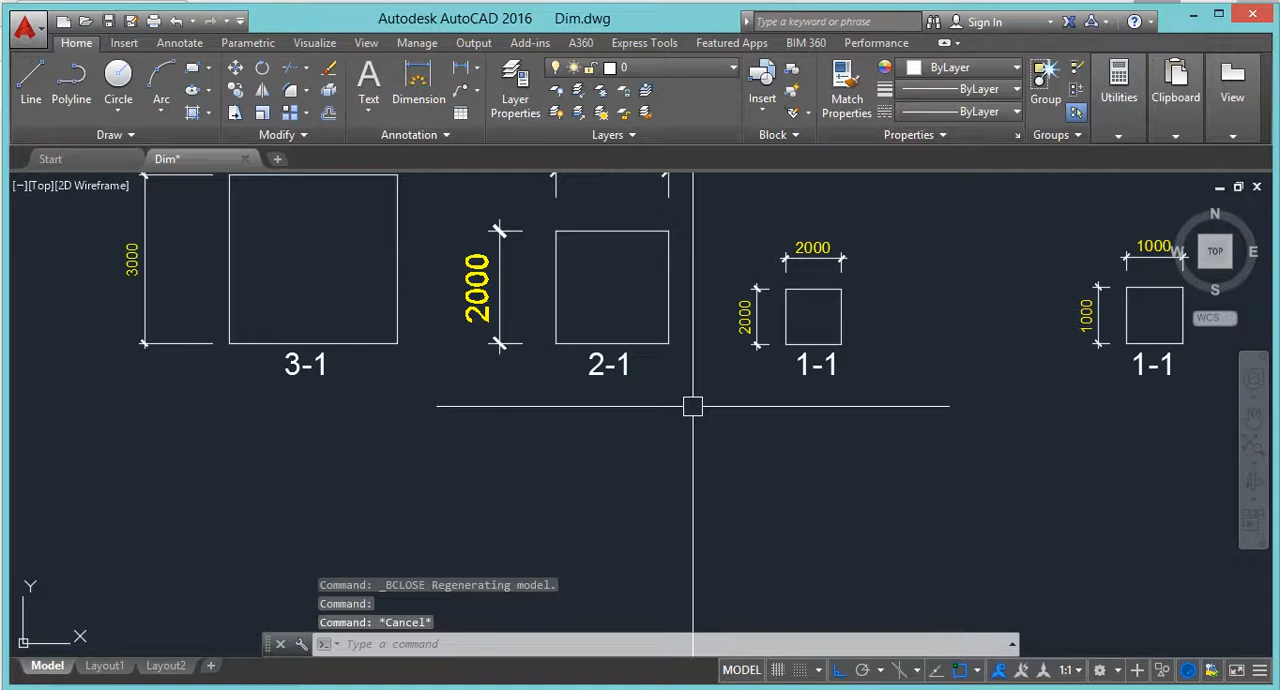 Autodesk AutoCAD 2016 Dim.dwg
Type a keyword or phrase
Sign In
Home Insert Annotate Parametric Visualize View Manage Output Add-ins A360 Express Tools Featured Apps BIM 360 Performance
Line Polyline Circle Arc
Draw
Modify
Text Dimension
Annotation
Layer
Properties
0
Layers
Insert
Block
Match
Properties
ByLayer
ByLayer
ByLayer
Properties
Group
Groups
Utilities
Clipboard
View
Start Dim*
[−][Top][2D Wireframe]
N
W TOP E
S
WCS
3000
3-1
2000
2-1
2000
2000
1-1
1000
1000
1-1
Y
X
Command: _BCLOSE Regenerating model.
Command:
Command: *Cancel*
Type a command
Model Layout1 Layout2
MODEL 1:1